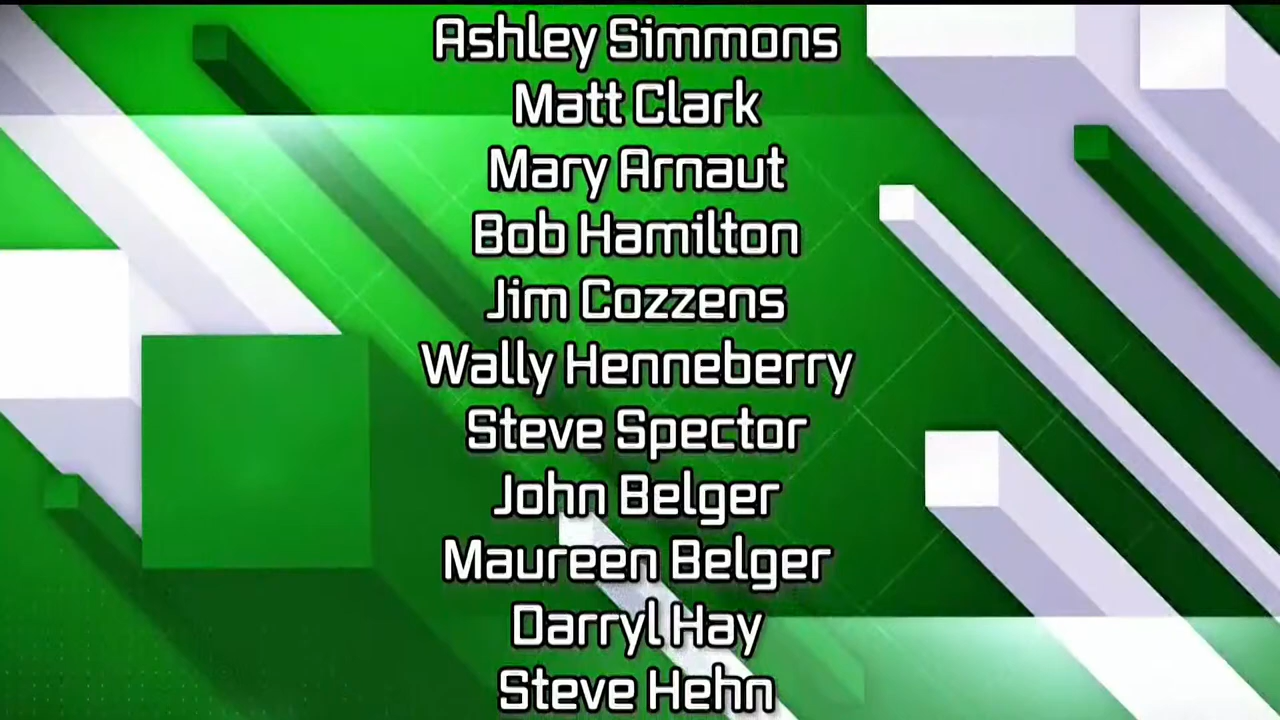 Ashley Simmons
Matt Clark
Mary Arnaut
Bob Hamilton
Jim Cozzens
Wally Henneberry
Steve Spector
John Belger
Maureen Belger
Darryl Hay
Steve Hehn